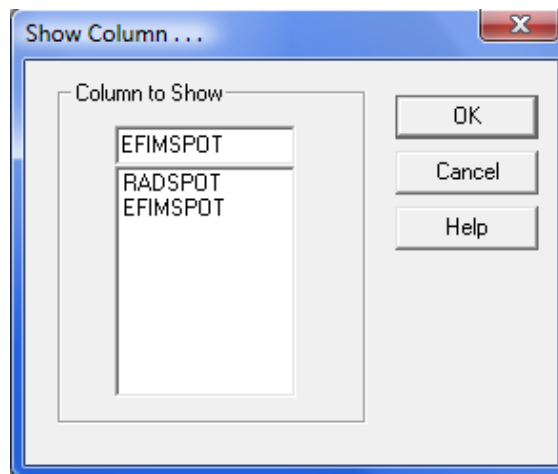 Show Column . . .
Column to Show
EFIMSPOT
RADSPOT
EFIMSPOT
OK
Cancel
Help